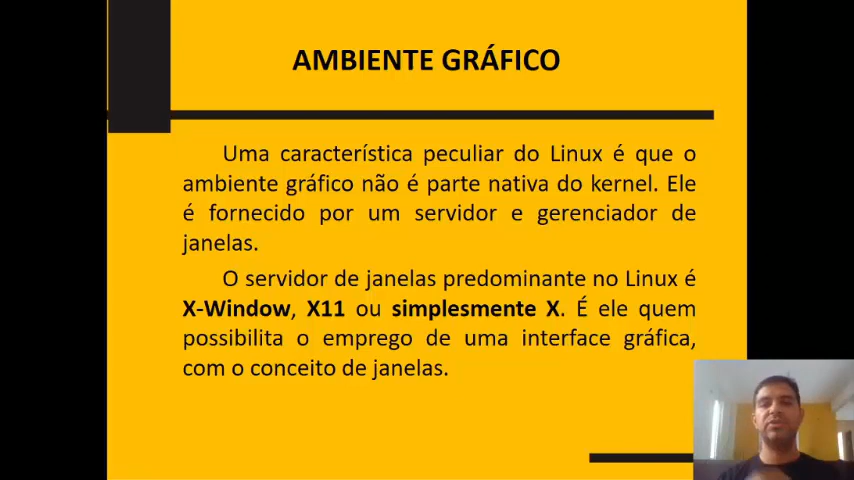 AMBIENTE GRÁFICO
Uma característica peculiar do Linux é que o
ambiente gráfico não é parte nativa do kernel. Ele
é fornecido por um servidor e gerenciador de
janelas.
O servidor de janelas predominante no Linux é
X-Window, X11 ou simplesmente X. É ele quem
possibilita o emprego de uma interface gráfica,
com o conceito de janelas.